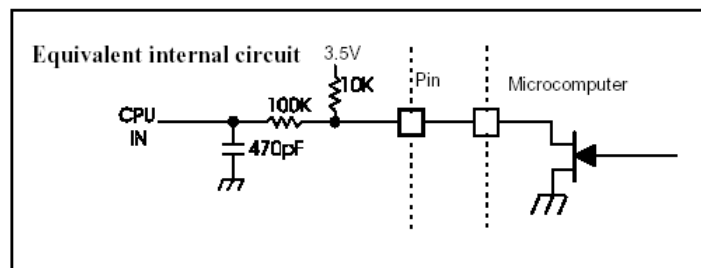 Equivalent internal circuit
3.5V
10K
Pin
Microcomputer
100K
CPU
IN
470pF